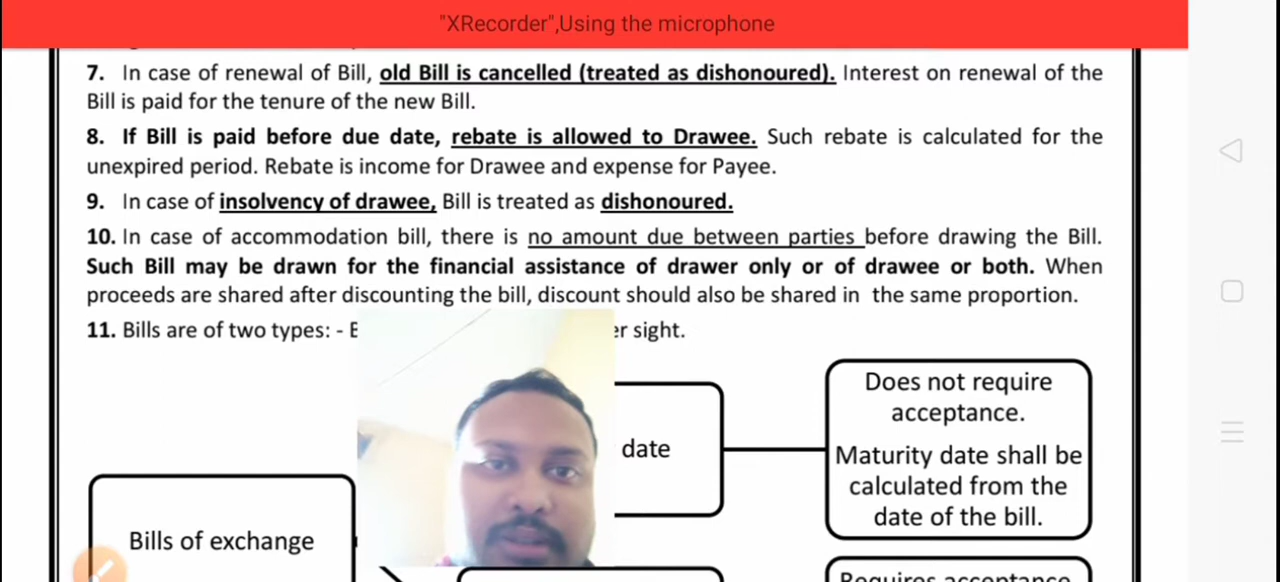 "XRecorder",Using the microphone
7. In case of renewal of Bill, old Bill is cancelled (treated as dishonoured). Interest on renewal of the
Bill is paid for the tenure of the new Bill.
8. If Bill is paid before due date, rebate is allowed to Drawee. Such rebate is calculated for the
unexpired period. Rebate is income for Drawee and expense for Payee.
9. In case of insolvency of drawee, Bill is treated as dishonoured.
10. In case of accommodation bill, there is no amount due between parties before drawing the Bill.
Such Bill may be drawn for the financial assistance of drawer only or of drawee or both. When
proceeds are shared after discounting the bill, discount should also be shared in the same proportion.
11. Bills are of two types: - sight.
Does not require
acceptance.
date
Maturity date shall be
calculated from the
date of the bill.
Bills of exchange
Requires acceptance